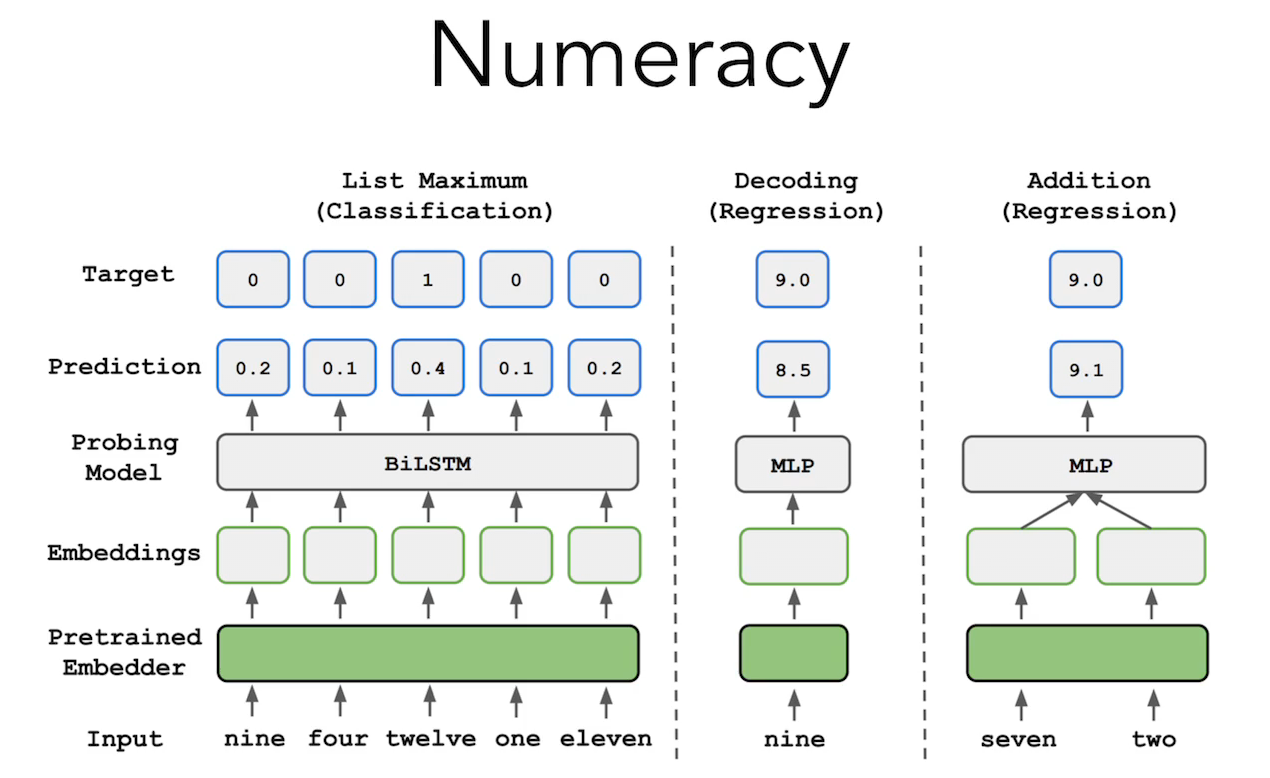 Numeracy
List Maximum
(Classification)
Decoding
(Regression)
Addition
(Regression)
Target
0 0 1 0 0
9.0
9.0
Prediction
0.2 0.1 0.4 0.1 0.2
8.5
9.1
Probing
Model
BiLSTM
MLP
MLP
Embeddings
Pretrained
Embedder
Input
nine four twelve one eleven
nine
seven two